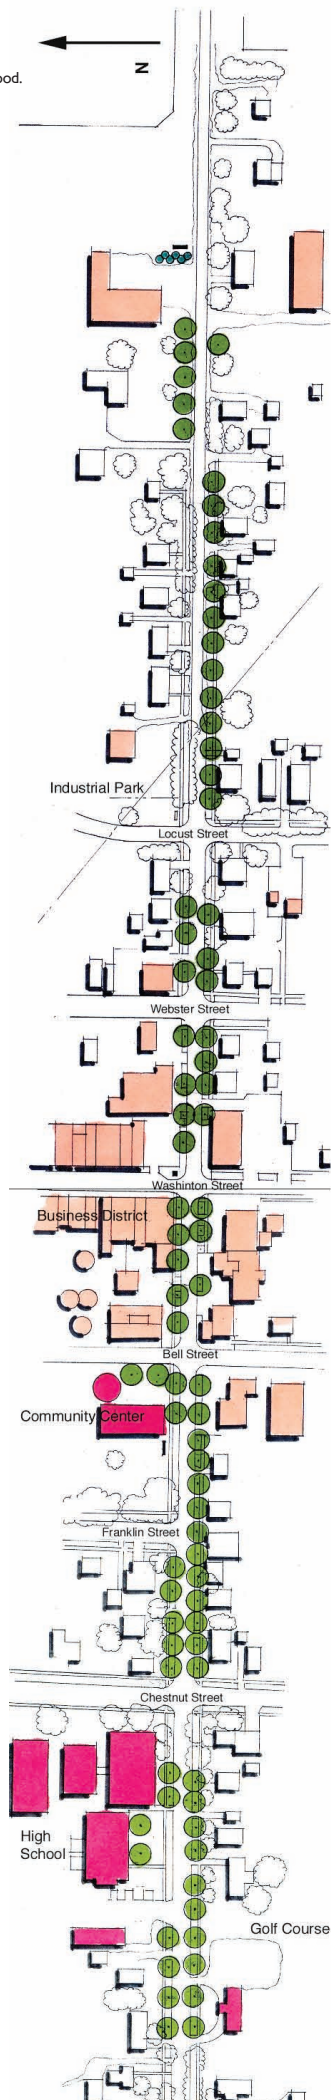 N
ood.
Industrial Park
Locust Street
Webster Street
Washinton Street
Business District
Bell Street
Community Center
Franklin Street
Chestnut Street
High
School
Golf Course